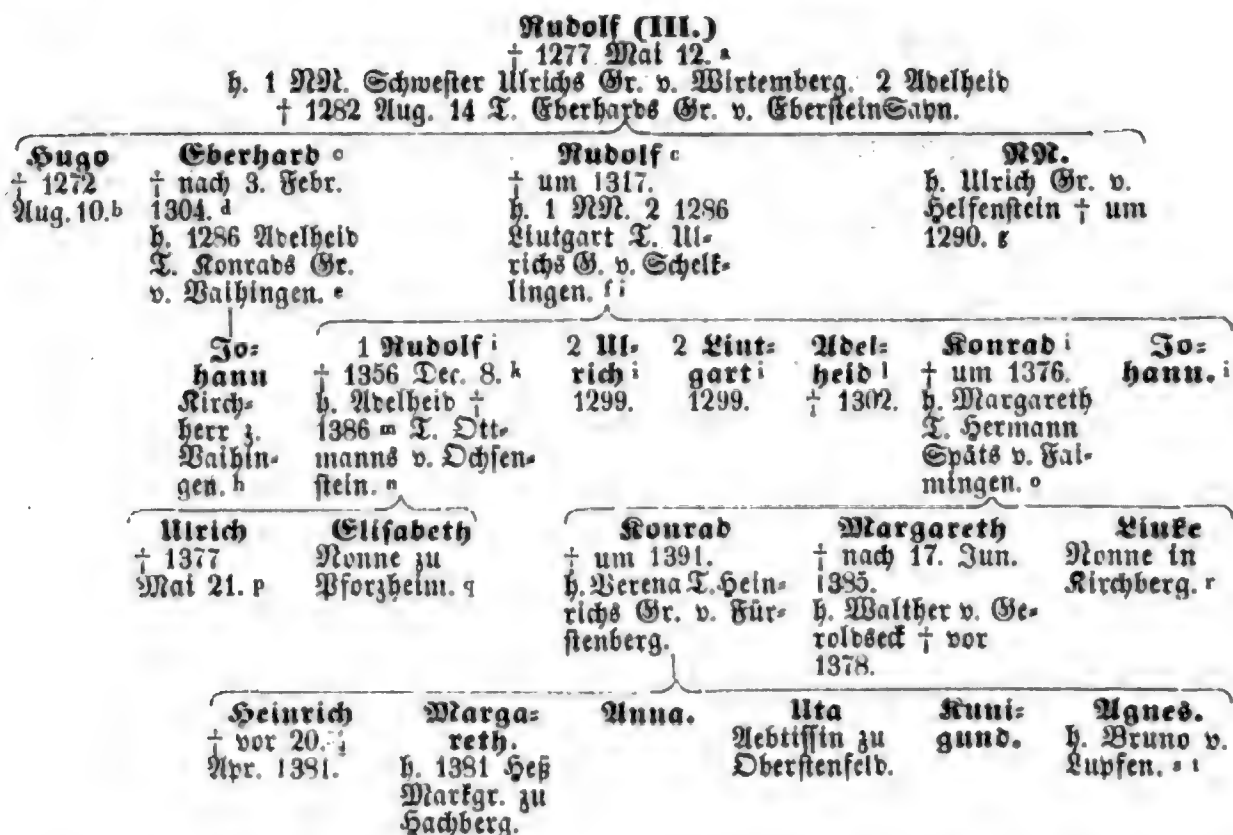 Rudolf (III.)
† 1277 Mai 12. a
h. 1 NN. Schwester Ulrichs Gr. v. Wirtemberg. 2 Adelheid
† 1282 Aug. 14 T. Eberhards Gr. v. EbersteinSayn.
Hugo
† 1272
Aug. 10. b
Eberhard c
† nach 3. Febr.
1304. d
h. 1286 Adelheid
T. Konrads Gr.
v. Vaihingen. e
Rudolf c
† um 1317.
h. 1 NN. 2 1286
Liutgart T. Ul-
richs G. v. Schelk-
lingen. f i
NN.
h. Ulrich Gr. v.
Helfenstein † um
1290. g
Jo-
hann
Kirch-
herr z.
Vaihin-
gen. h
1 Rudolf i
† 1356 Dec. 8. k
h. Adelheid †
1386 m T. Ott-
manns v. Ochsen-
stein. n
2 Ul-
rich i
1299.
2 Liut-
gart i
1299.
Adel-
heid l
† 1302.
Konrad i
† um 1376.
h. Margareth
T. Hermann
Späts v. Fai-
mingen. o
Jo-
hann. i
Ulrich
† 1377
Mai 21. p
Elisabeth
Nonne zu
Pforzheim. q
Konrad
† um 1391.
h. Verena T. Hein-
richs Gr. v. Für-
stenberg.
Margareth
† nach 17. Jun.
1385.
h. Walther v. Ge-
roldseck † vor
1378.
Liuke
Nonne in
Kirchberg. r
Heinrich
† vor 20.
Apr. 1381.
Marga-
reth.
h. 1381 Heß
Markgr. zu
Hachberg.
Anna.
Uta
Aebtissin zu
Oberstenfeld.
Kuni-
gund.
Agnes.
h. Bruno v.
Lupfen. s t